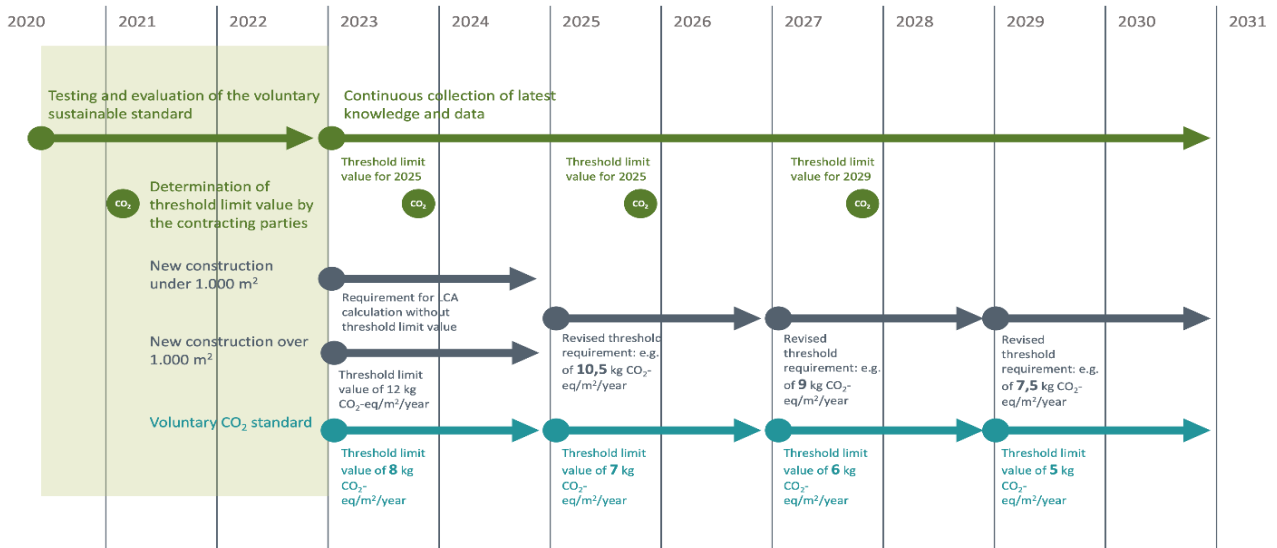 2020 2021 2022 2023 2024 2025 2026 2027 2028 2029 2030 2031
Testing and evaluation of the voluntary
sustainable standard
Continuous collection of latest
knowledge and data
Threshold limit
value for 2025
Threshold limit
value for 2025
Threshold limit
value for 2029
CO₂
Determination of
threshold limit value by
the contracting parties
CO₂
CO₂
CO₂
New construction
under 1.000 m²
Requirement for LCA
calculation without
threshold limit value
New construction over
1.000 m²
Threshold limit
value of 12 kg
CO₂-eq/m²/year
Revised threshold
requirement: e.g.
of 10,5 kg CO₂-
eq/m²/year
Revised
threshold
requirement: e.g.
of 9 kg CO₂-
eq/m²/year
Revised
threshold
requirement: e.g.
of 7,5 kg CO₂-
eq/m²/year
Voluntary CO₂ standard
Threshold limit
value of 8 kg
CO₂-
eq/m²/year
Threshold limit
value of 7 kg
CO₂-
eq/m²/year
Threshold limit
value of 6 kg
CO₂-
eq/m²/year
Threshold limit
value of 5 kg
CO₂-
eq/m²/year